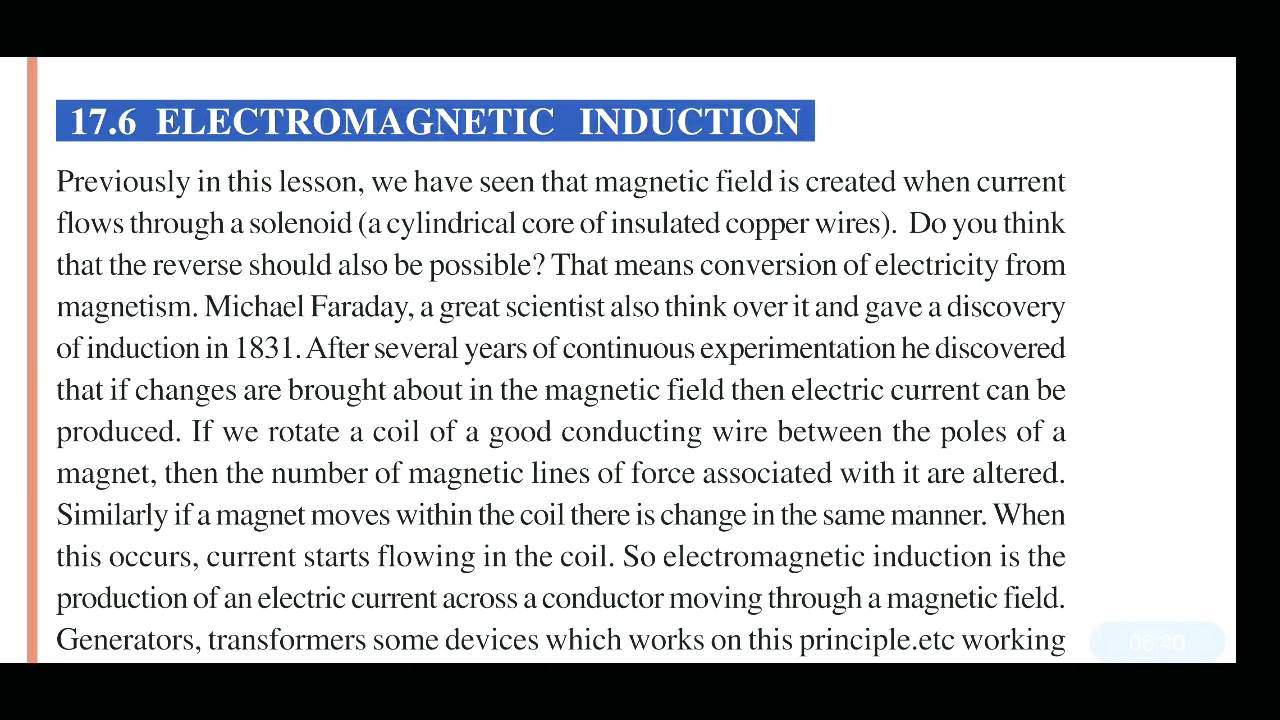 17.6 ELECTROMAGNETIC INDUCTION
Previously in this lesson, we have seen that magnetic field is created when current
flows through a solenoid (a cylindrical core of insulated copper wires). Do you think
that the reverse should also be possible? That means conversion of electricity from
magnetism. Michael Faraday, a great scientist also think over it and gave a discovery
of induction in 1831. After several years of continuous experimentation he discovered
that if changes are brought about in the magnetic field then electric current can be
produced. If we rotate a coil of a good conducting wire between the poles of a
magnet, then the number of magnetic lines of force associated with it are altered.
Similarly if a magnet moves within the coil there is change in the same manner. When
this occurs, current starts flowing in the coil. So electromagnetic induction is the
production of an electric current across a conductor moving through a magnetic field.
Generators, transformers some devices which works on this principle.etc working
06:40